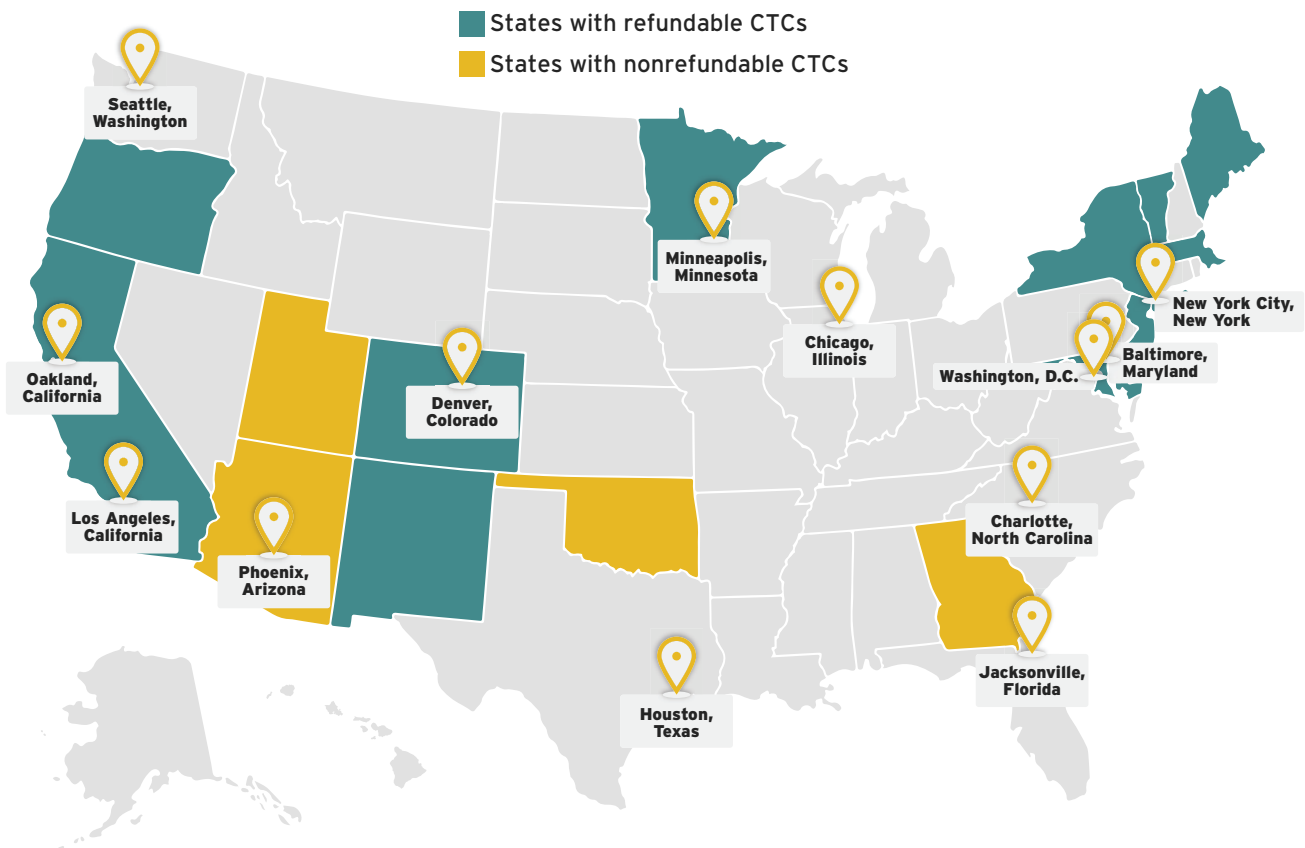 States with refundable CTCs
States with nonrefundable CTCs
Seattle,
Washington
Minneapolis,
Minnesota
New York City,
New York
Chicago,
Illinois
Baltimore,
Maryland
Washington, D.C.
Oakland,
California
Denver,
Colorado
Los Angeles,
California
Charlotte,
North Carolina
Phoenix,
Arizona
Jacksonville,
Florida
Houston,
Texas